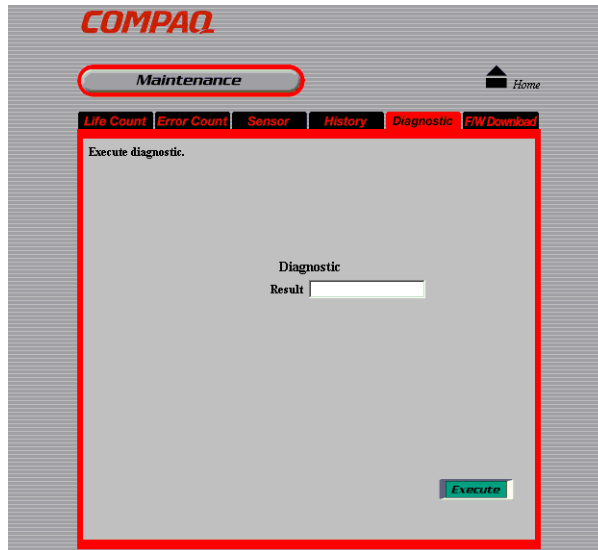 COMPAQ
Maintenance
Home
Life Count Error Count Sensor History Diagnostic F/W Download
Execute diagnostic.
Diagnostic
Result
Execute